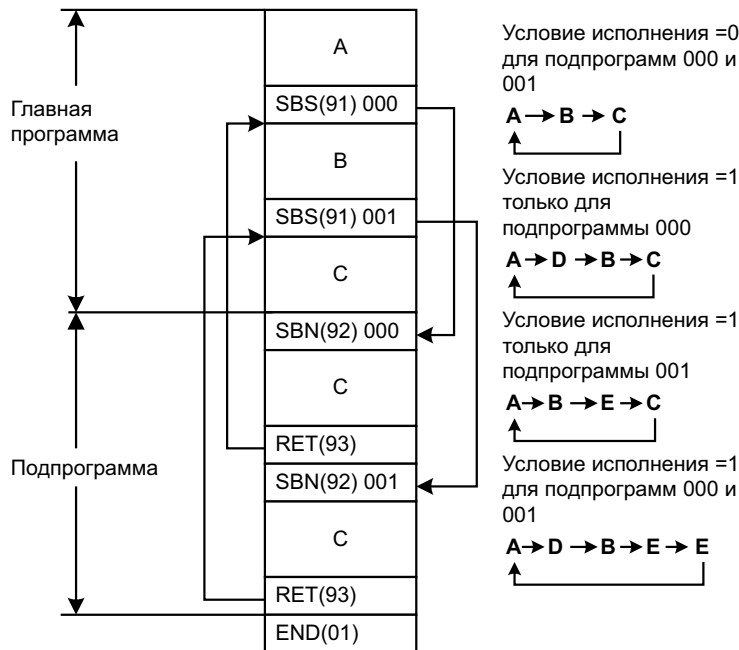 Главная
программа
Подпрограмма
A
SBS(91) 000
B
SBS(91) 001
C
SBN(92) 000
C
RET(93)
SBN(92) 001
C
RET(93)
END(01)
Условие исполнения =0
для подпрограмм 000 и
001
A B C
Условие исполнения =1
только для
подпрограммы 000
A D B C
Условие исполнения =1
только для
подпрограммы 001
A B E C
Условие исполнения =1
для подпрограмм 000 и
001
A D B E E